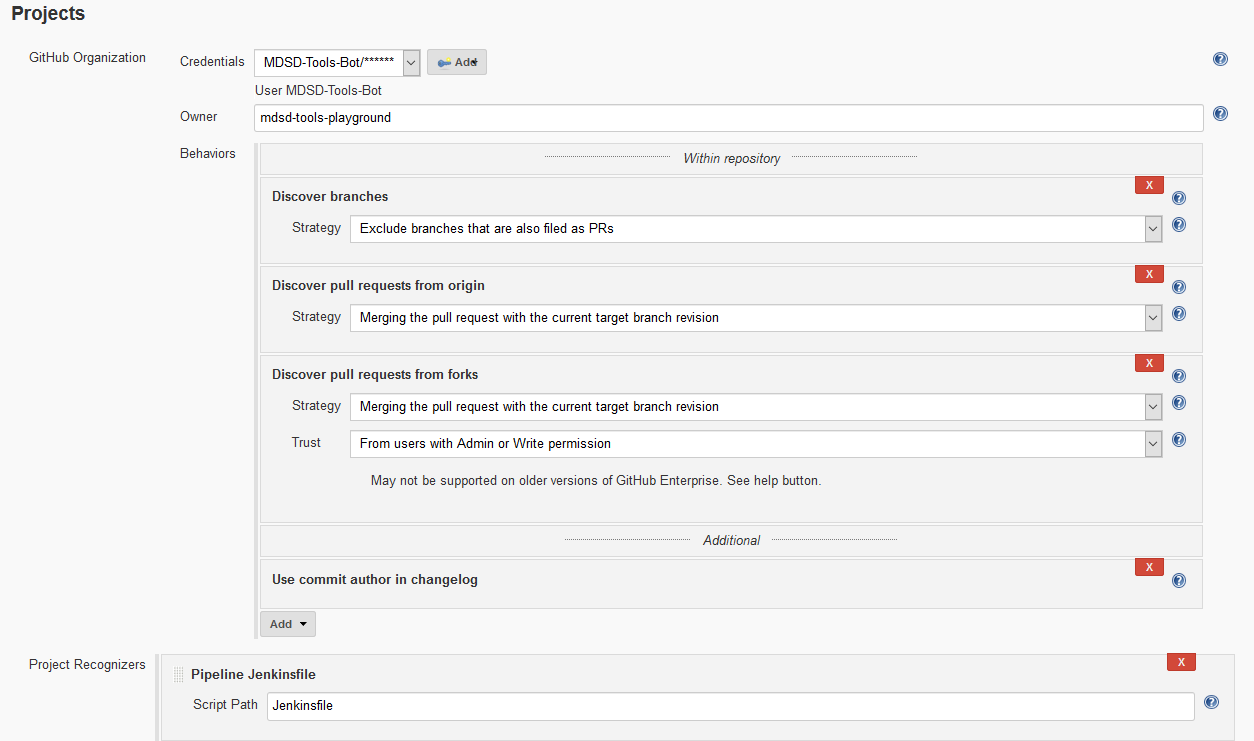 Projects
GitHub Organization
Credentials MDSD-Tools-Bot/****** Add
User MDSD-Tools-Bot
Owner mdsd-tools-playground
Behaviors
Within repository
X
Discover branches
Strategy Exclude branches that are also filed as PRs
X
Discover pull requests from origin
Strategy Merging the pull request with the current target branch revision
X
Discover pull requests from forks
Strategy Merging the pull request with the current target branch revision
Trust From users with Admin or Write permission
May not be supported on older versions of GitHub Enterprise. See help button.
Additional
X
Use commit author in changelog
Add
Project Recognizers
X
Pipeline Jenkinsfile
Script Path Jenkinsfile